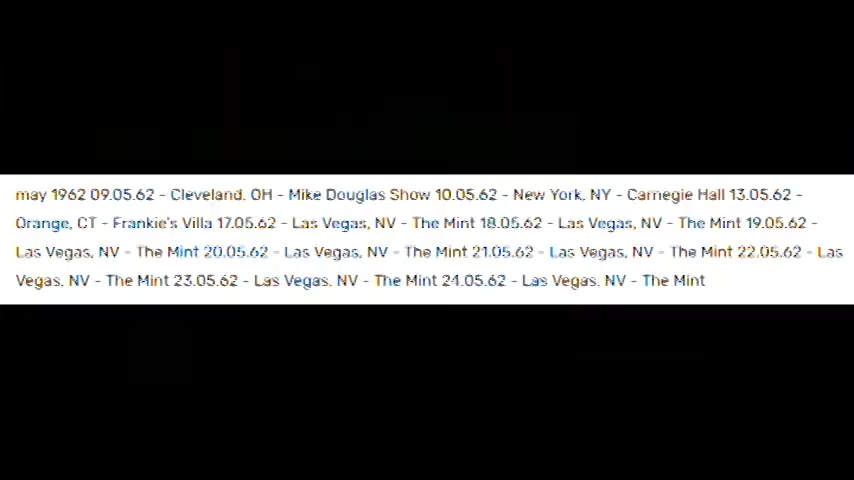 may 1962 09.05.62 - Cleveland, OH - Mike Douglas Show 10.05.62 - New York, NY - Carnegie Hall 13.05.62 -
Orange, CT - Frankie's Villa 17.05.62 - Las Vegas, NV - The Mint 18.05.62 - Las Vegas, NV - The Mint 19.05.62 -
Las Vegas, NV - The Mint 20.05.62 - Las Vegas, NV - The Mint 21.05.62 - Las Vegas, NV - The Mint 22.05.62 - Las
Vegas, NV - The Mint 23.05.62 - Las Vegas, NV - The Mint 24.05.62 - Las Vegas, NV - The Mint